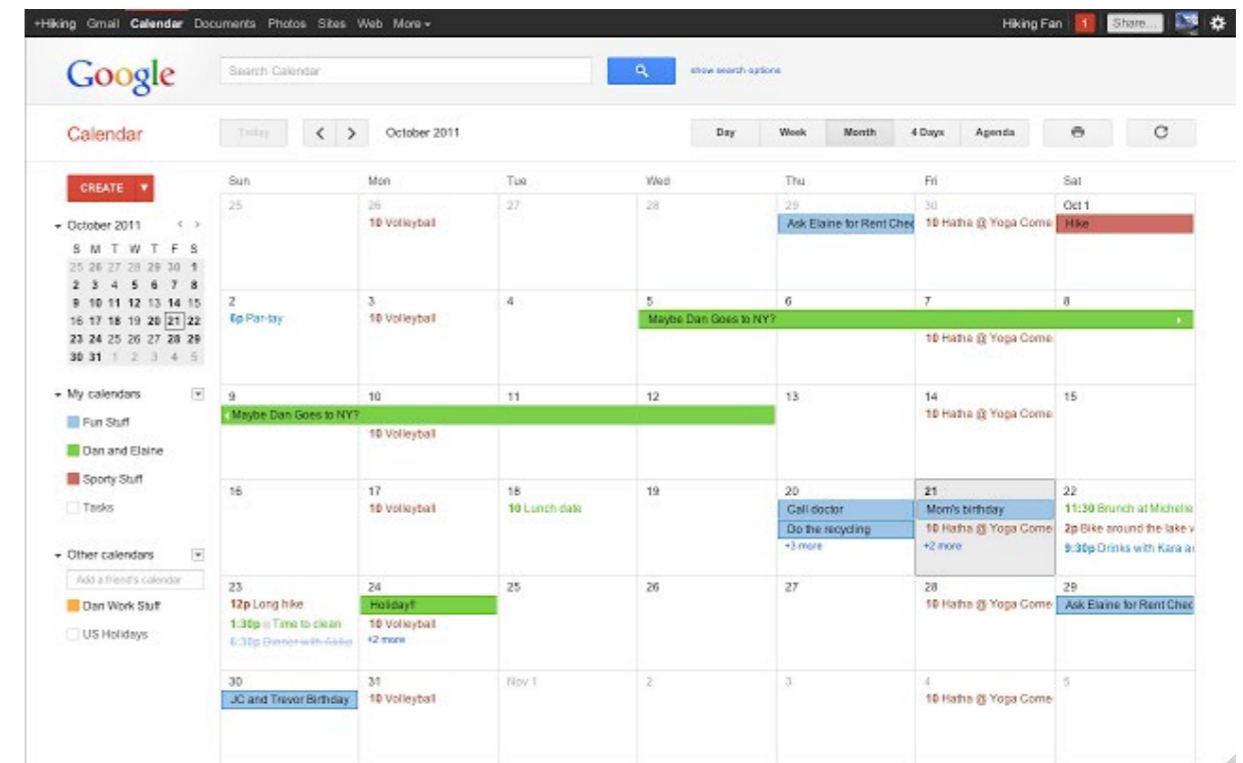 +Hiking Gmail Calendar Documents Photos Sites Web More
Hiking Fan 1 Share...
Google
Search Calendar
show search options
Calendar
Today
October 2011
Day Week Month 4 Days Agenda
CREATE
October 2011
S M T W T F S
25 26 27 28 29 30 1
2 3 4 5 6 7 8
9 10 11 12 13 14 15
16 17 18 19 20 21 22
23 24 25 26 27 28 29
30 31 1 2 3 4 5
My calendars
Fun Stuff
Dan and Elaine
Sporty Stuff
Tasks
Other calendars
Add a friend's calendar
Dan Work Stuff
US Holidays
Sun Mon Tue Wed Thu Fri Sat
25 26 27 28 29 30 Oct 1
10 Volleyball
Ask Elaine for Rent Chec
10 Hatha @ Yoga Corne
Hike
2 3 4 5 6 7 8
6p Par-tay
10 Volleyball
Maybe Dan Goes to NY?
10 Hatha @ Yoga Corne
9 10 11 12 13 14 15
Maybe Dan Goes to NY?
10 Volleyball
10 Hatha @ Yoga Corne
16 17 18 19 20 21 22
10 Volleyball
10 Lunch date
Call doctor
Do the recycling
+3 more
Mom's birthday
10 Hatha @ Yoga Corne
+2 more
11:30 Brunch at Michelle
2p Bike around the lake
9:30p Drinks with Kara
23 24 25 26 27 28 29
12p Long hike
1:30p Time to clean
6:30p Dinner with
Holiday!!
10 Volleyball
+2 more
10 Hatha @ Yoga Corne
Ask Elaine for Rent Chec
30 31 Nov 1 2 3 4 5
JC and Trevor Birthday
10 Volleyball
10 Hatha @ Yoga Corne